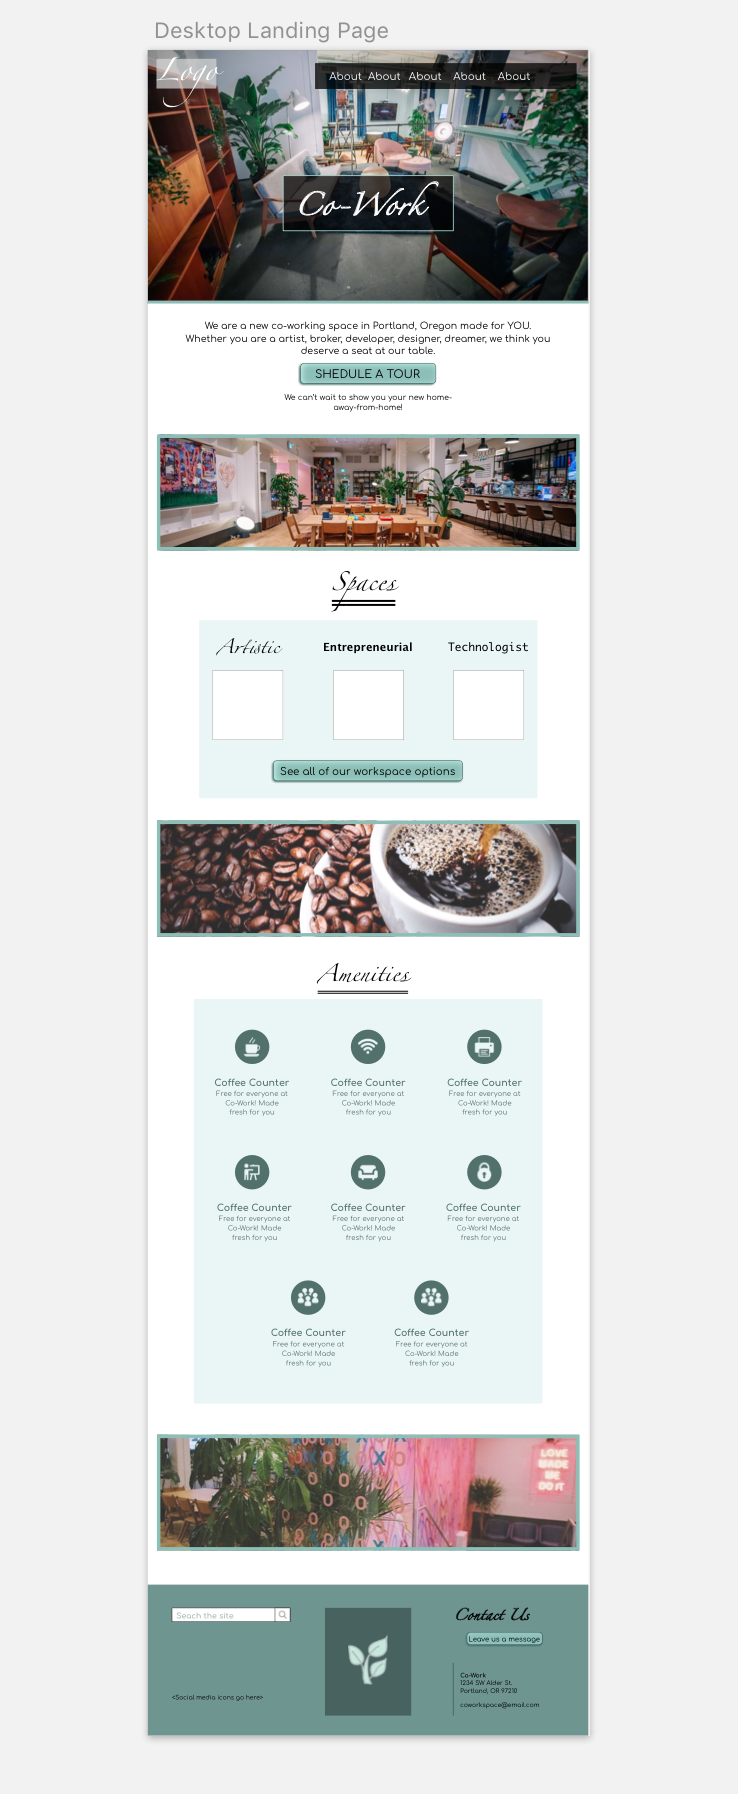 Desktop Landing Page
Logo
About About About About About
Co-Work
We are a new co-working space in Portland, Oregon made for YOU.
Whether you are a artist, broker, developer, designer, dreamer, we think you
deserve a seat at our table.
SHEDULE A TOUR
We can't wait to show you your new home-
away-from-home!
Spaces
Artistic Entrepreneurial Technologist
See all of our workspace options
Amenities
Coffee Counter Coffee Counter Coffee Counter
Free for everyone at Free for everyone at Free for everyone at
Co-Work! Made Co-Work! Made Co-Work! Made
fresh for you fresh for you fresh for you
Coffee Counter Coffee Counter Coffee Counter
Free for everyone at Free for everyone at Free for everyone at
Co-Work! Made Co-Work! Made Co-Work! Made
fresh for you fresh for you fresh for you
Coffee Counter Coffee Counter
Free for everyone at Free for everyone at
Co-Work! Made Co-Work! Made
fresh for you fresh for you
LOVE
MADE
ME
DO IT
Seach the site
<Social media icons go here>
Contact Us
Leave us a message
Co-Work
1234 SW Alder St.
Portland, OR 97210
coworkspace@email.com